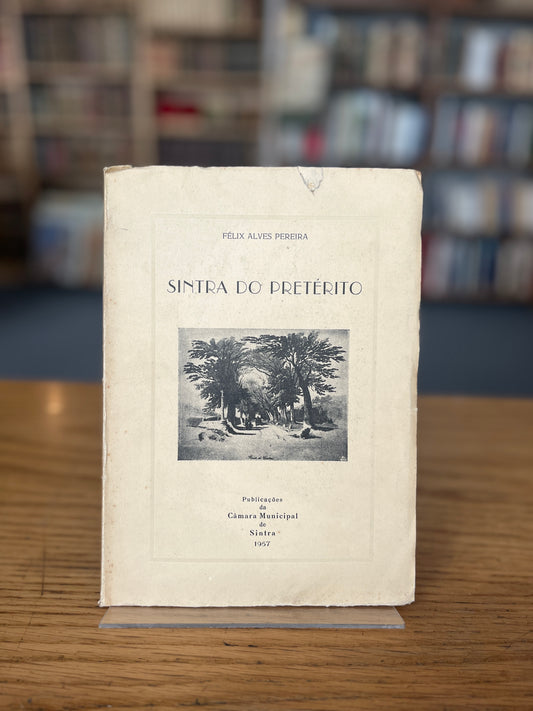 FÉLIX ALVES PEREIRA
SINTRA DO PRETÉRITO
Publicações
da
Câmara Municipal
de
Sintra
1957